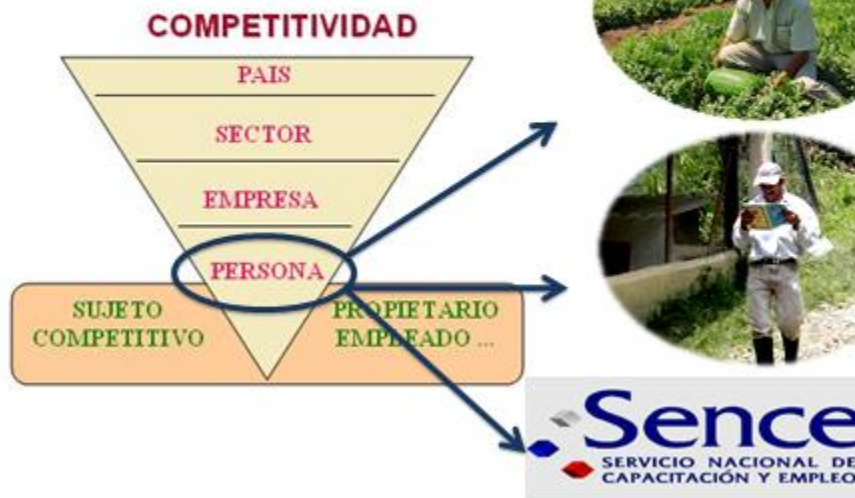 COMPETITIVIDAD
PAIS
SECTOR
EMPRESA
PERSONA
SUJETO
COMPETITIVO
PROPIETARIO
EMPLEADO ...
Sence
SERVICIO NACIONAL DE
CAPACITACIÓN Y EMPLEO